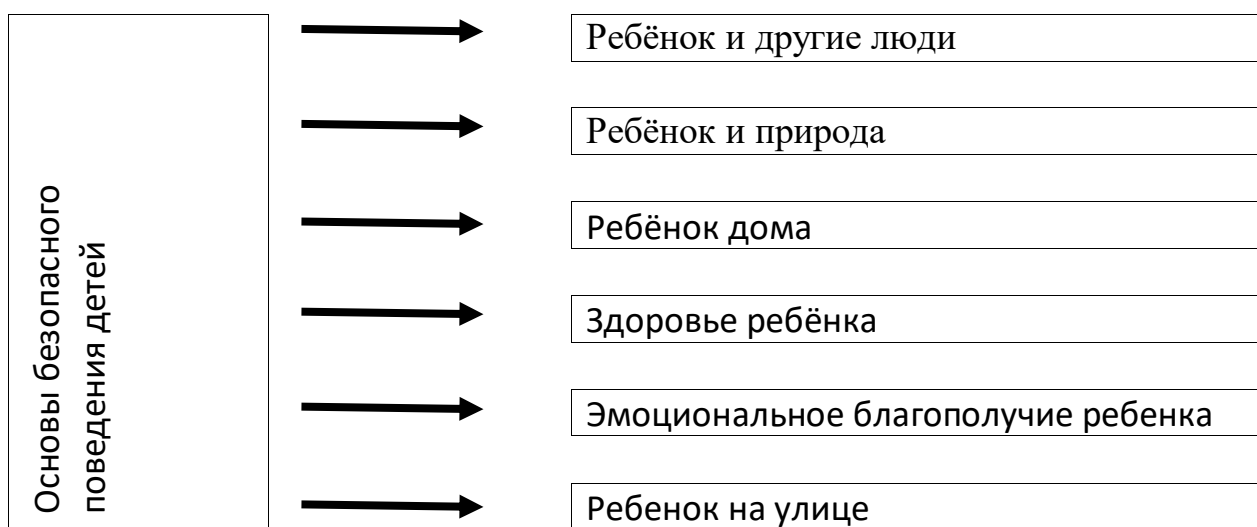 Основы безопасного
поведения детей
Ребёнок и другие люди
Ребёнок и природа
Ребёнок дома
Здоровье ребёнка
Эмоциональное благополучие ребенка
Ребенок на улице